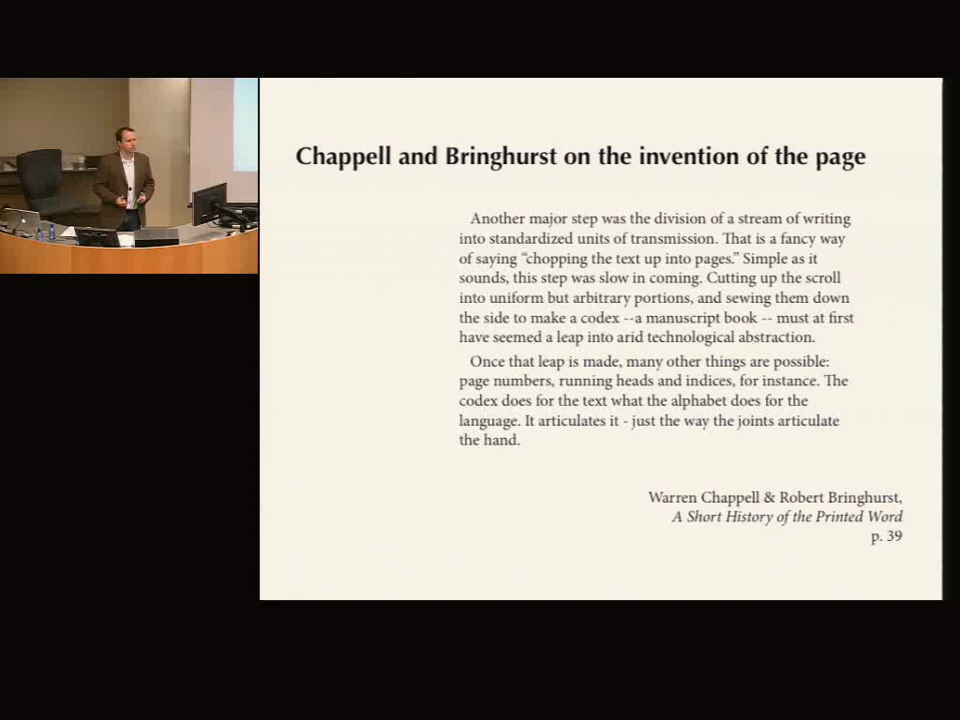 Chappell and Bringhurst on the invention of the page
Another major step was the division of a stream of writing
into standardized units of transmission. That is a fancy way
of saying “chopping the text up into pages.” Simple as it
sounds, this step was slow in coming. Cutting up the scroll
into uniform but arbitrary portions, and sewing them down
the side to make a codex --a manuscript book -- must at first
have seemed a leap into arid technological abstraction.
Once that leap is made, many other things are possible:
page numbers, running heads and indices, for instance. The
codex does for the text what the alphabet does for the
language. It articulates it - just the way the joints articulate
the hand.
Warren Chappell & Robert Bringhurst,
A Short History of the Printed Word
p. 39